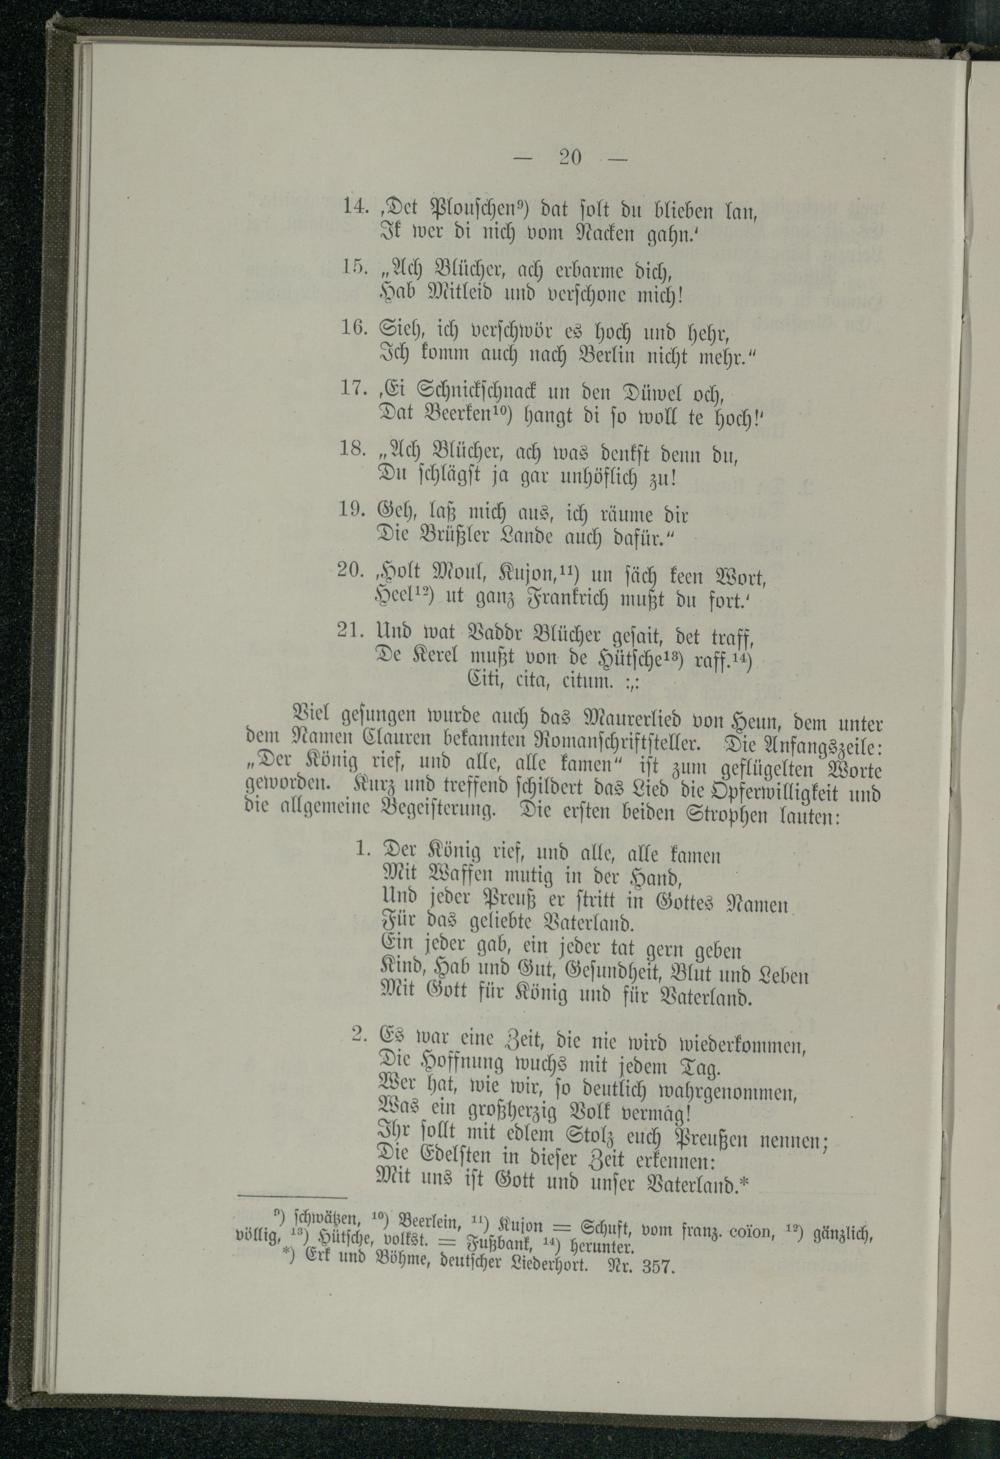 — 20 —
14. ‚Det Plouschen⁹) dat solt du blieben lan,
Ik wer di nich vom Nacken gahn.‘
15. „Ach Blücher, ach erbarme dich,
Hab Mitleid und verschone mich!
16. Sieh, ich verschwör es hoch und hehr,
Ich komm auch nach Berlin nicht mehr.“
17. ‚Ei Schnickschnack un den Düwel och,
Dat Beerken¹⁰) hangt di so woll te hoch!‘
18. „Ach Blücher, ach was denkst denn du,
Du schlägst ja gar unhöflich zu!
19. Geh, laß mich aus, ich räume dir
Die Brüßler Lande auch dafür.“
20. ‚Holt Moul, Kujon,¹¹) un säch keen Wort,
Heel¹²) ut ganz Frankrich mußt du fort.‘
21. Und wat Vaddr Blücher gesait, det traff,
De Kerel mußt von de Hütsche¹³) raff.¹⁴)
Citi, cita, citum. :,:
Viel gesungen wurde auch das Maurerlied von Heun, dem unter
dem Namen Clauren bekannten Romanschriftsteller. Die Anfangszeile:
„Der König rief, und alle, alle kamen“ ist zum geflügelten Worte
geworden. Kurz und treffend schildert das Lied die Opferwilligkeit und
die allgemeine Begeisterung. Die ersten beiden Strophen lauten:
1. Der König rief, und alle, alle kamen
Mit Waffen mutig in der Hand,
Und jeder Preuß er stritt in Gottes Namen
Für das geliebte Vaterland.
Ein jeder gab, ein jeder tat gern geben
Kind, Hab und Gut, Gesundheit, Blut und Leben
Mit Gott für König und für Vaterland.
2. Es war eine Zeit, die nie wird wiederkommen,
Die Hoffnung wuchs mit jedem Tag.
Wer hat, wie wir, so deutlich wahrgenommen,
Was ein großherzig Volk vermag!
Ihr sollt mit edlem Stolz euch Preußen nennen;
Die Edelsten in dieser Zeit erkennen:
Mit uns ist Gott und unser Vaterland.*
⁹) schwätzen, ¹⁰) Beerlein, ¹¹) Kujon = Schuft, vom franz. coïon, ¹²) gänzlich,
völlig, ¹³) Hütsche, volkst. = Fußbank, ¹⁴) herunter.
*) Erk und Böhme, deutscher Liederhort. Nr. 357.